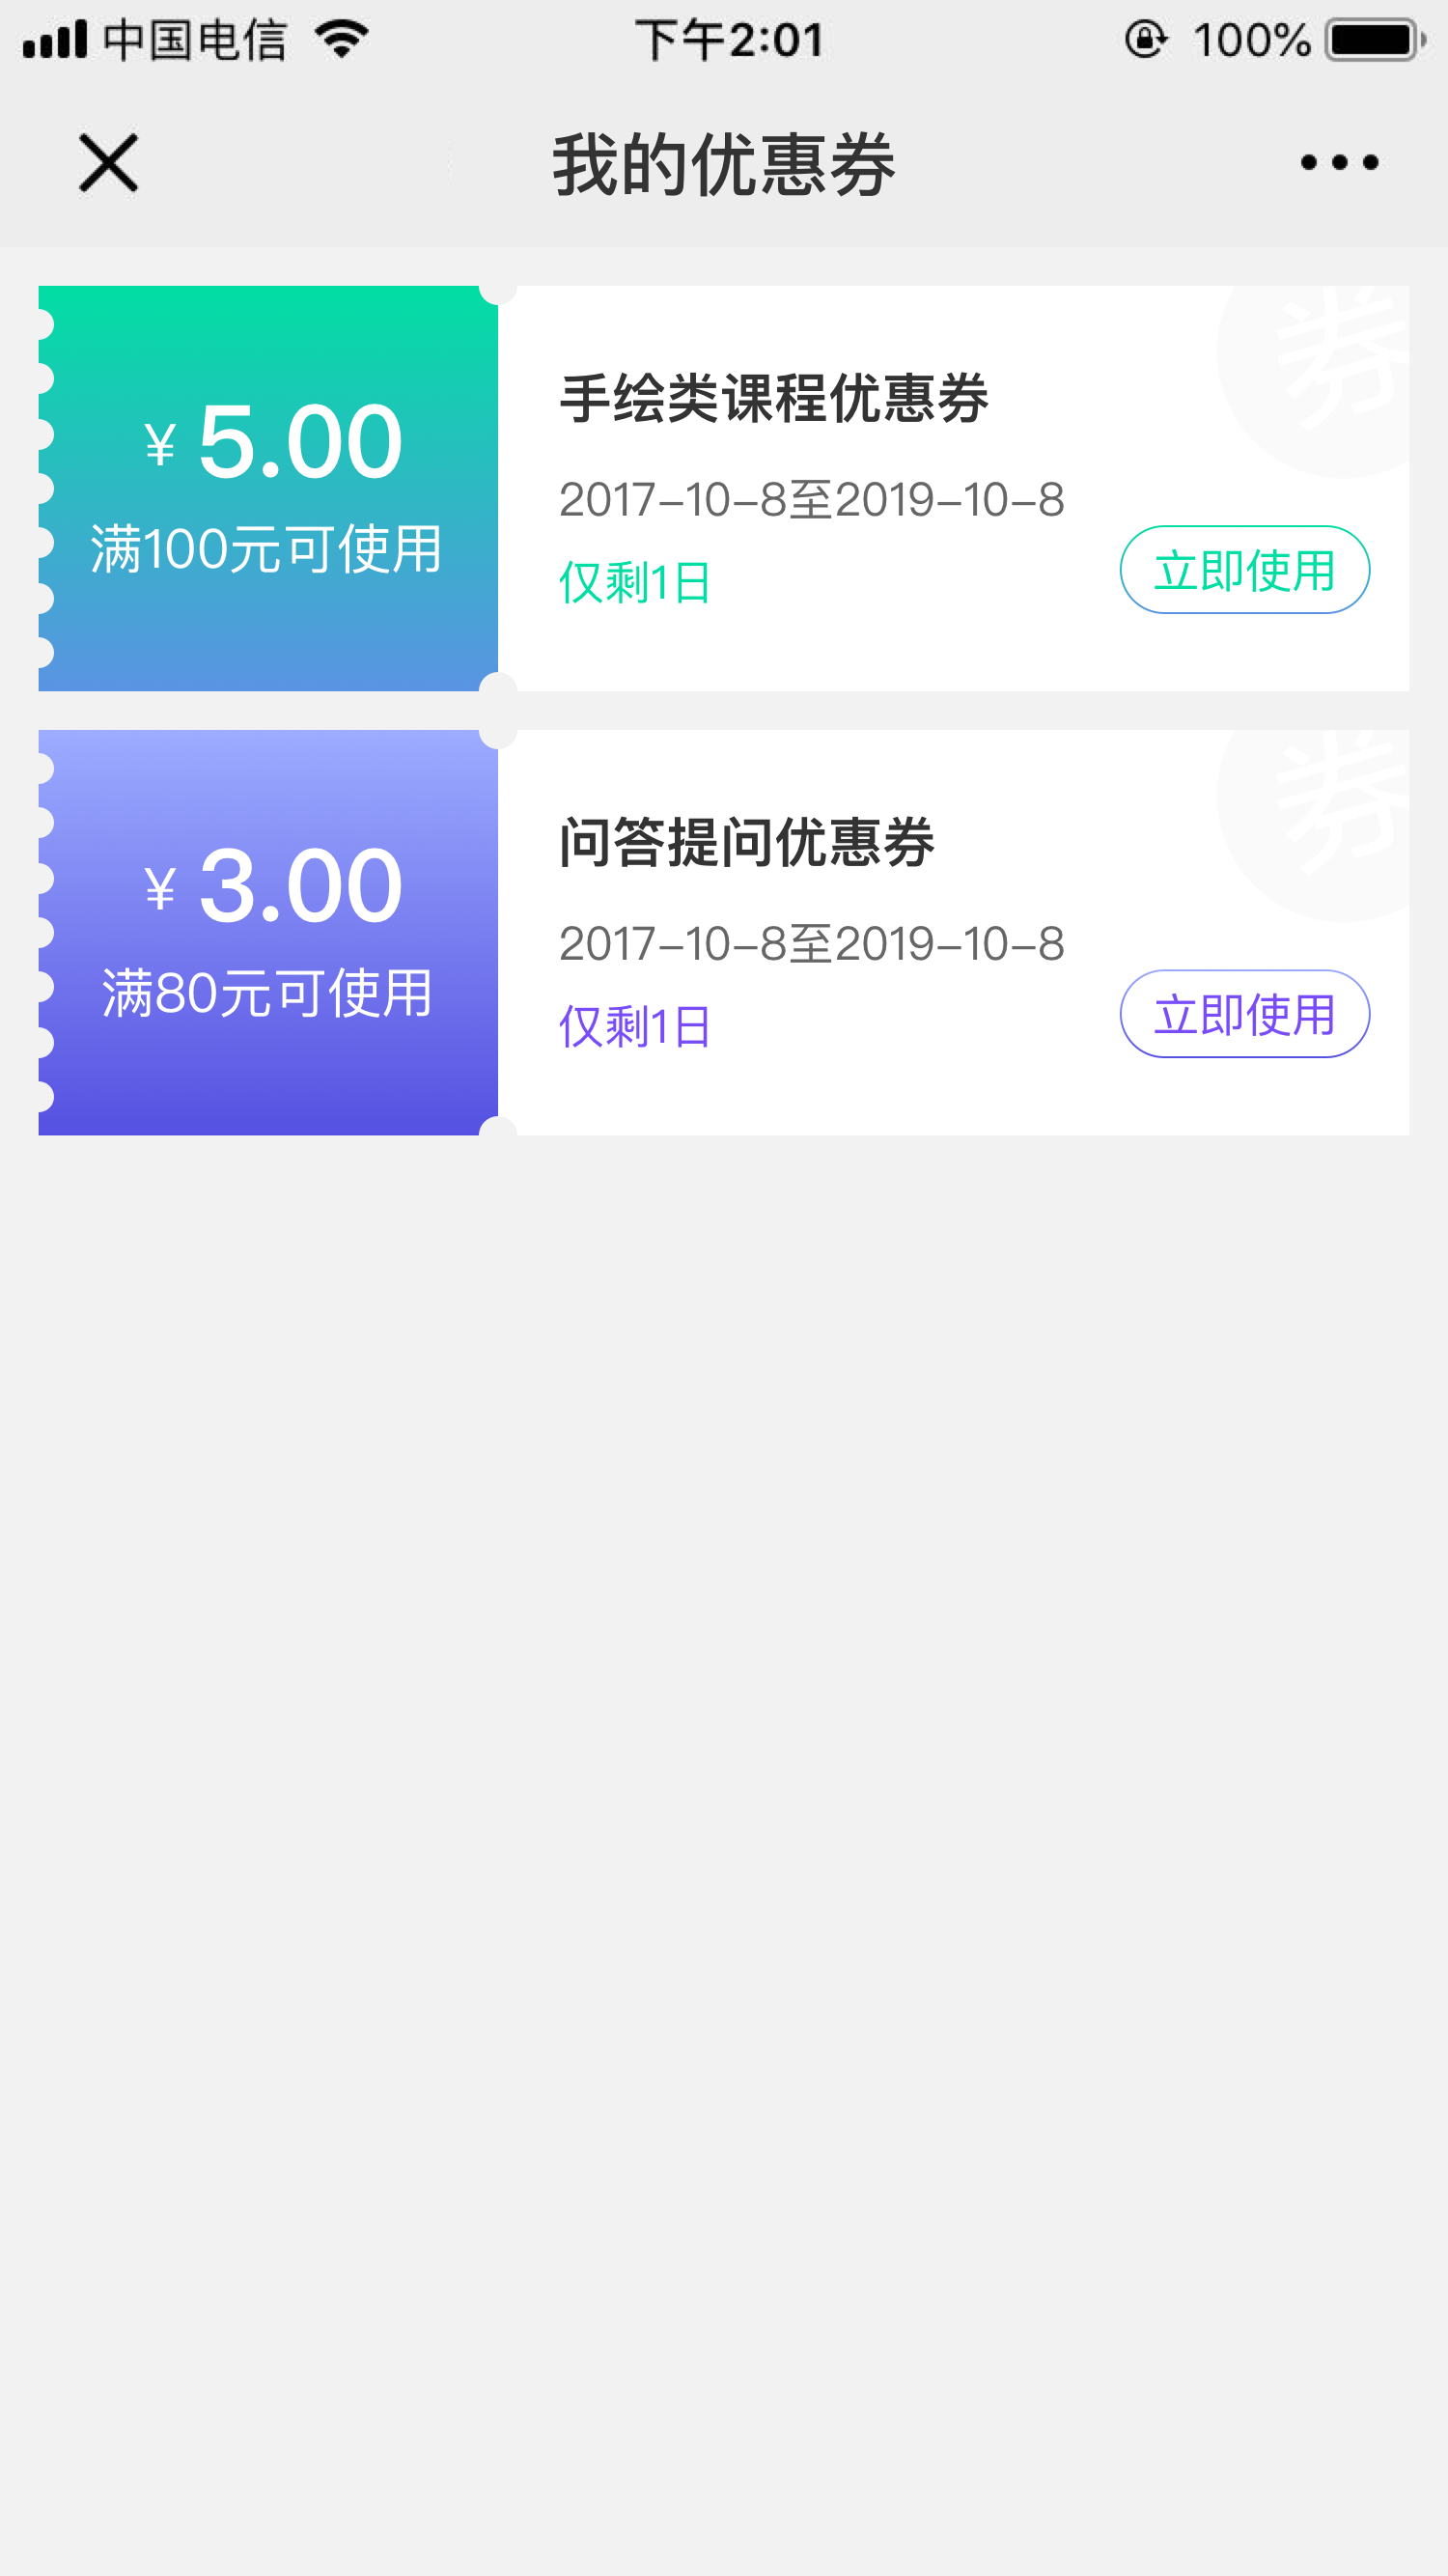 中国电信 下午2:01 100%
我的优惠券
券
¥ 5.00
满100元可使用
手绘类课程优惠券
2017-10-8至2019-10-8
仅剩1日
立即使用
券
¥ 3.00
满80元可使用
问答提问优惠券
2017-10-8至2019-10-8
仅剩1日
立即使用